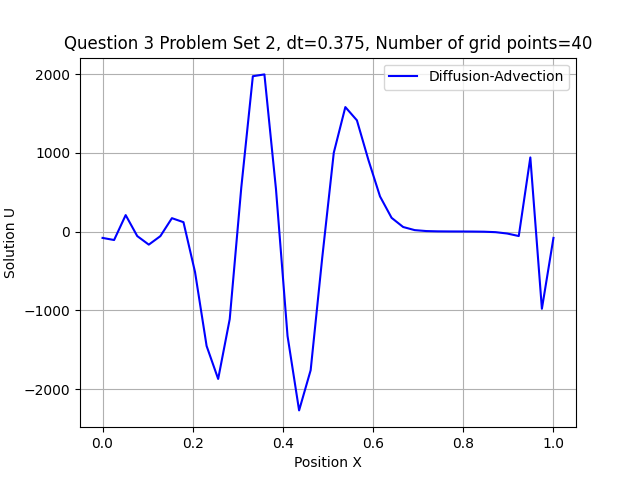 Question 3 Problem Set 2, dt=0.375, Number of grid points=40
Diffusion-Advection
2000
1000
0
−1000
−2000
Solution U
0.0 0.2 0.4 0.6 0.8 1.0
Position X